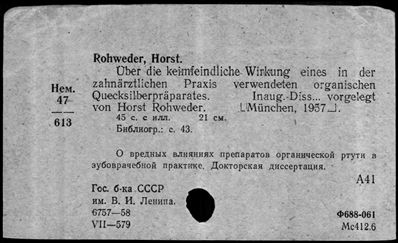 Rohweder, Horst.
Über die keimfeindliche Wirkung eines in der
Нем. zahnärztlichen Praxis verwendeten organischen
47 Quecksilberpräparates. Inaug.-Diss... vorgelegt
von Horst Rohweder. [München, 1957].
613 45 с. с илл. 21 см.
Библиогр.: с. 43.
О вредных влияниях препаратов органической ртути в
зубоврачебной практике. Докторская диссертация.
А41
Гос. б-ка СССР
им. В. И. Ленина.
6757—58 Ф688-061
VII—579 Мс412.6